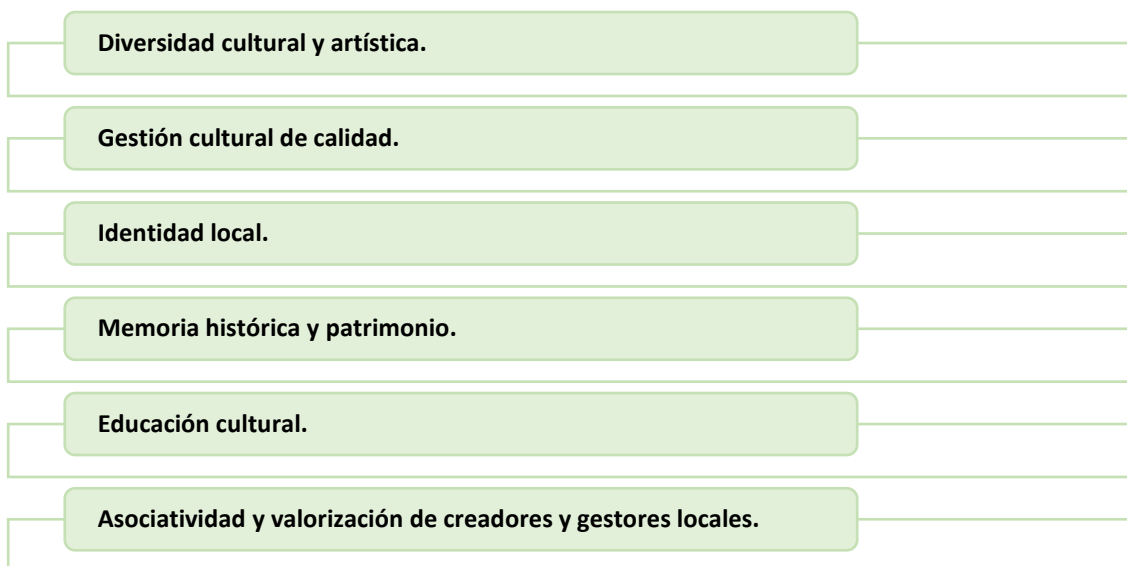 Diversidad cultural y artística.
Gestión cultural de calidad.
Identidad local.
Memoria histórica y patrimonio.
Educación cultural.
Asociatividad y valorización de creadores y gestores locales.